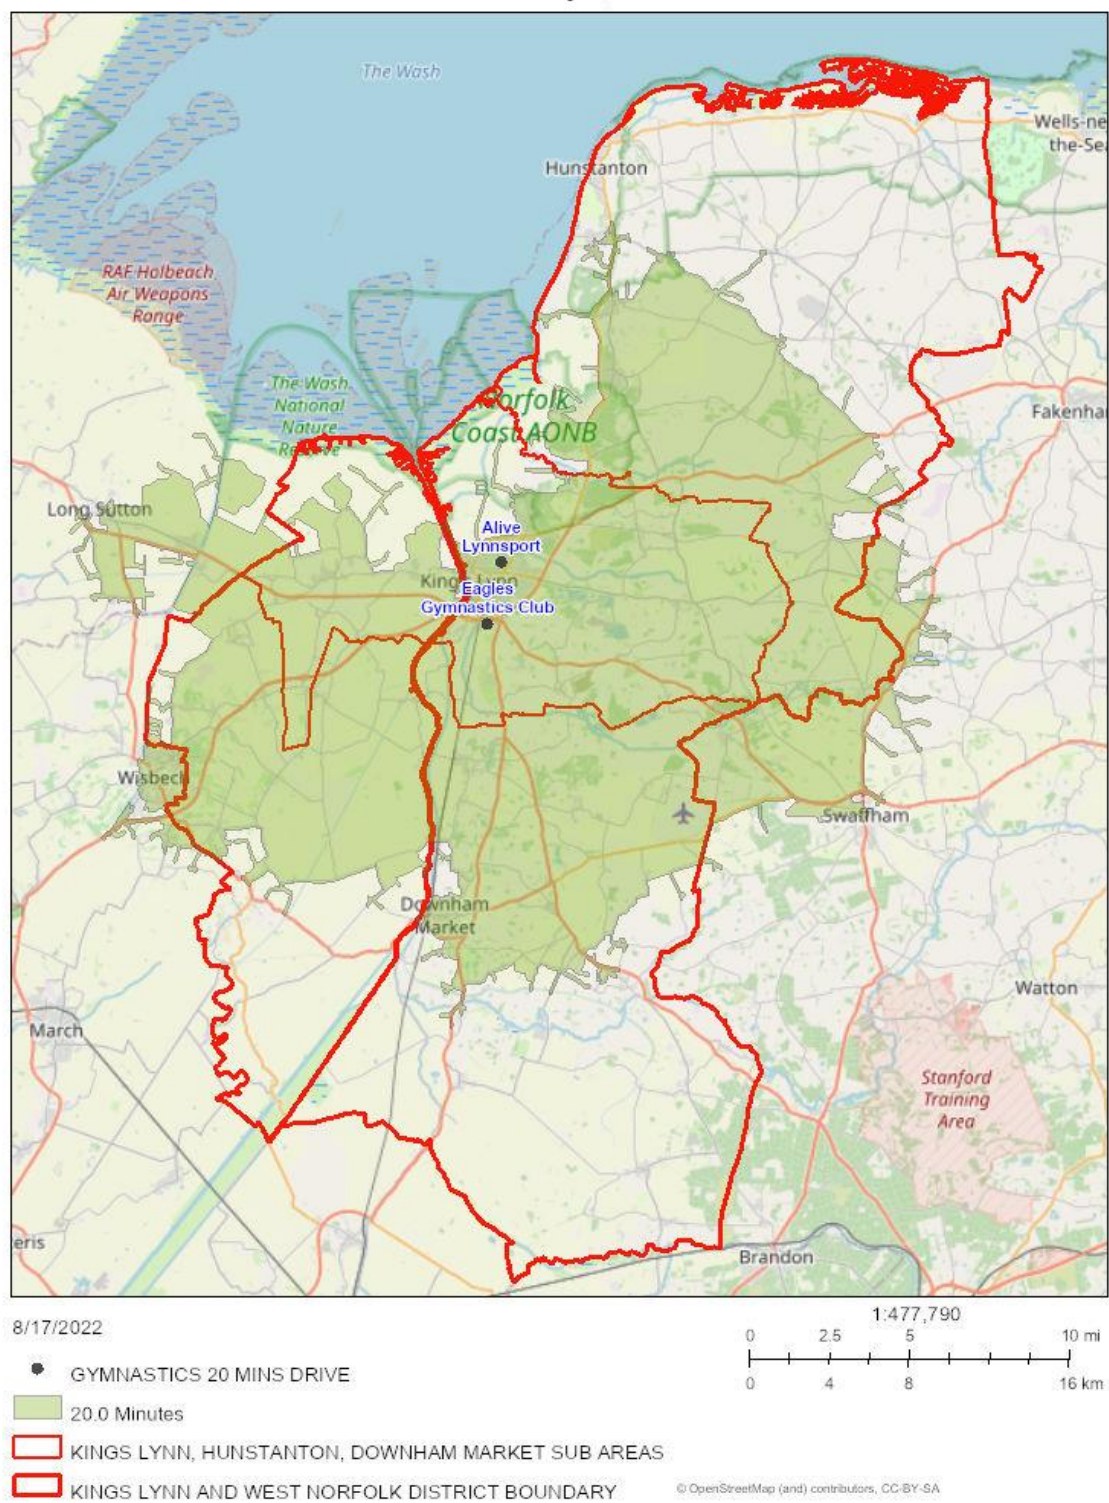 The Wash
Wells-ne
the-Sea
Hunstanton
RAF Holbeach
Air Weapons
Range
The Wash
National
Nature
Reserve
Norfolk
Coast AONB
Fakenha
Long Sutton
Alive
Lynnsport
King's Lynn
Eagles
Gymnastics Club
Wisbech
Swaffham
Downham
Market
Watton
March
Stanford
Training
Area
eris
Brandon
8/17/2022
1:477,790
0 2.5 5 10 mi
0 4 8 16 km
GYMNASTICS 20 MINS DRIVE
20.0 Minutes
KINGS LYNN, HUNSTANTON, DOWNHAM MARKET SUB AREAS
KINGS LYNN AND WEST NORFOLK DISTRICT BOUNDARY
© OpenStreetMap (and) contributors, CC-BY-SA